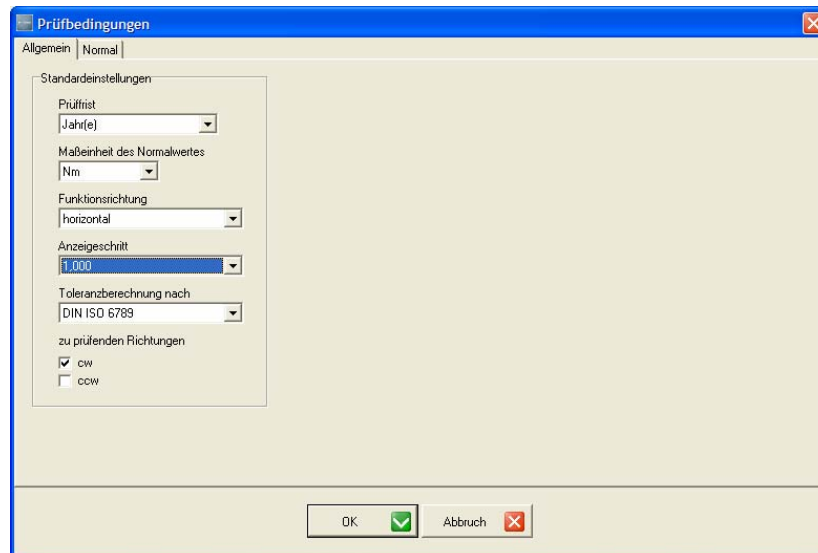 Prüfbedingungen
Allgemein Normal
Standardeinstellungen
Prüffrist
Jahr(e)
Maßeinheit des Normalwertes
Nm
Funktionsrichtung
horizontal
Anzeigeschritt
1,000
Toleranzberechnung nach
DIN ISO 6789
zu prüfenden Richtungen
cw
ccw
OK Abbruch